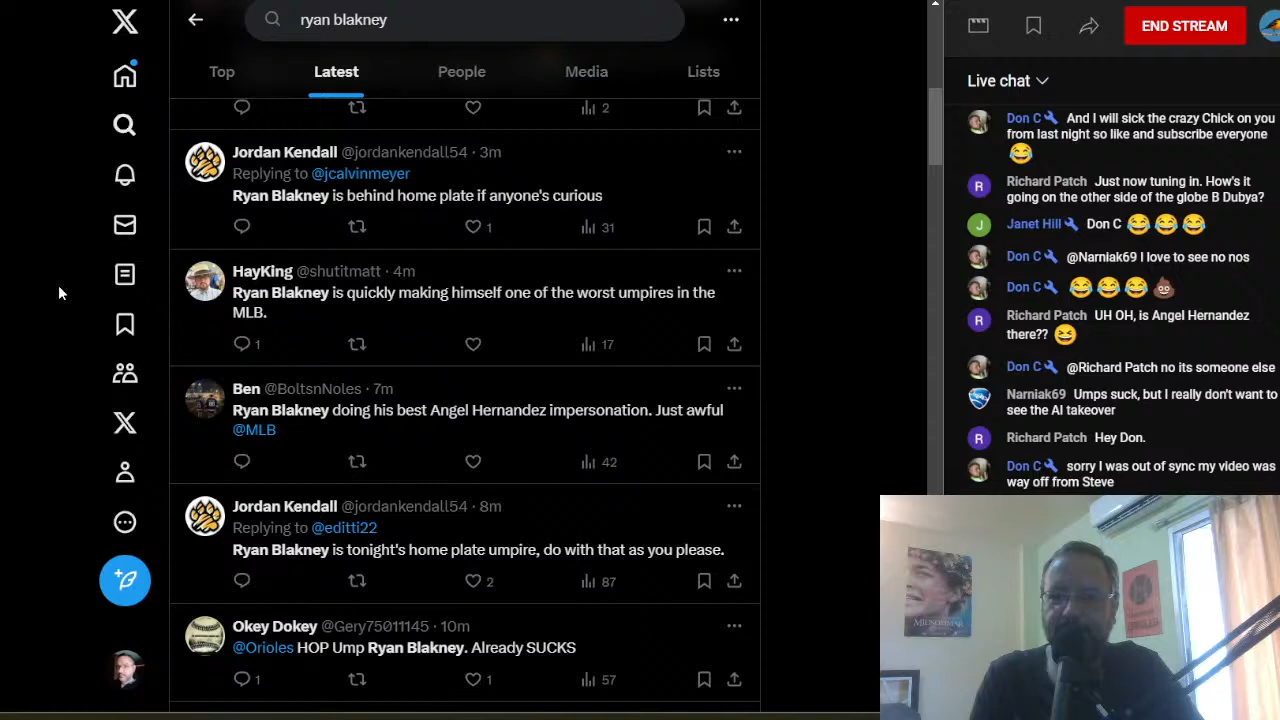 ryan blakney
Top
Latest
People
Media
Lists
2
Jordan Kendall @jordankendall54 · 3m
Replying to @jcalvinmeyer
Ryan Blakney is behind home plate if anyone's curious
1
31
HayKing @shutitmatt · 4m
Ryan Blakney is quickly making himself one of the worst umpires in the
MLB.
1
17
Ben @BoltsnNoles · 7m
Ryan Blakney doing his best Angel Hernandez impersonation. Just awful
@MLB
42
Jordan Kendall @jordankendall54 · 8m
Replying to @editti22
Ryan Blakney is tonight's home plate umpire, do with that as you please.
2
87
Okey Dokey @Gery75011145 · 10m
@Orioles HOP Ump Ryan Blakney. Already SUCKS
1
1
57
END STREAM
Live chat
Don C And I will sick the crazy Chick on you
from last night so like and subscribe everyone
😂
R
Richard Patch Just now tuning in. How's it
going on the other side of the globe B Dubya?
J
Janet Hill Don C 😂😂😂
Don C @Narniak69 I love to see no nos
Don C 😂😂😂💩
R
Richard Patch UH OH, is Angel Hernandez
there?? 😆
Don C @Richard Patch no its someone else
Narniak69 Umps suck, but I really don't want to
see the AI takeover
R
Richard Patch Hey Don.
Don C sorry I was out of sync my video was
way off from Steve
MIDSOMMAR